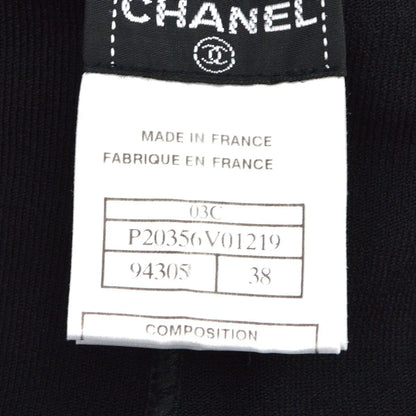 CHANEL
MADE IN FRANCE
FABRIQUE EN FRANCE
03C
P20356V01219
94305 38
COMPOSITION